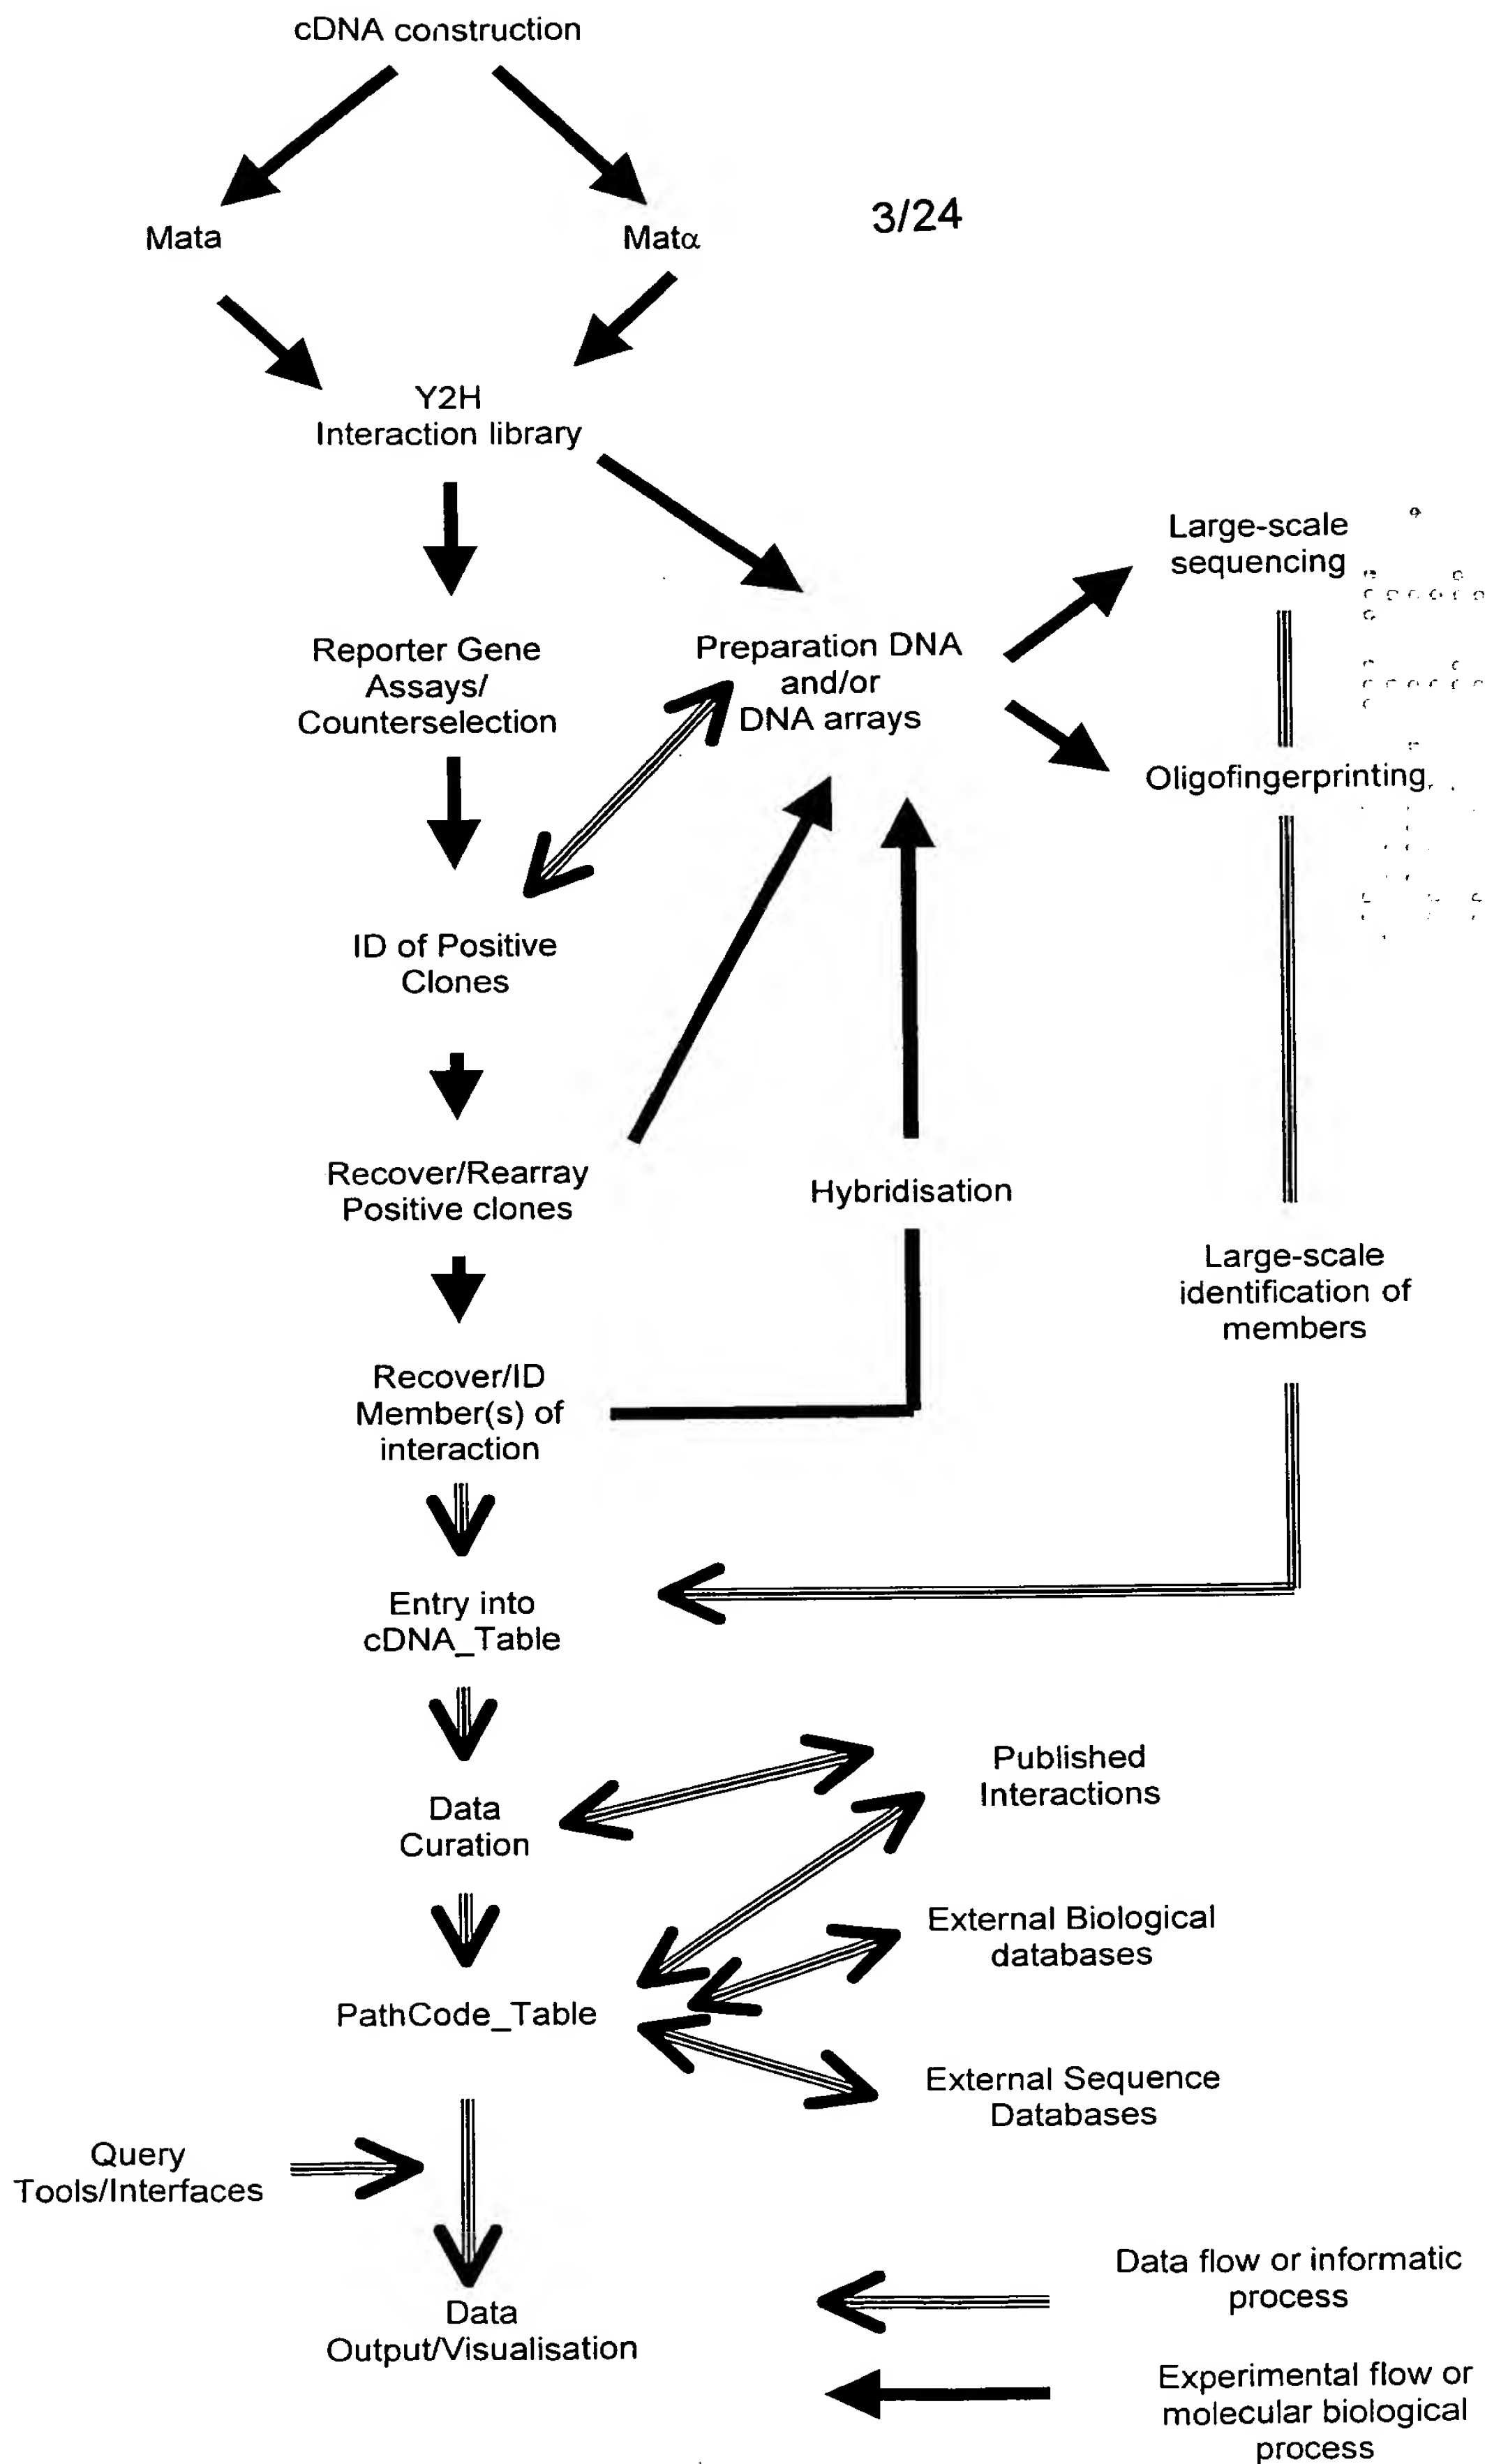 cDNA construction
3/24
Mata
Matα
Y2H
Interaction library
Large-scale
sequencing
Reporter Gene
Assays/
Counterselection
Preparation DNA
and/or
DNA arrays
Oligofingerprinting
ID of Positive
Clones
Recover/Rearray
Positive clones
Hybridisation
Large-scale
identification of
members
Recover/ID
Member(s) of
interaction
Entry into
cDNA_Table
Published
Interactions
Data
Curation
External Biological
databases
PathCode_Table
External Sequence
Databases
Query
Tools/Interfaces
Data flow or informatic
process
Data
Output/Visualisation
Experimental flow or
molecular biological
process